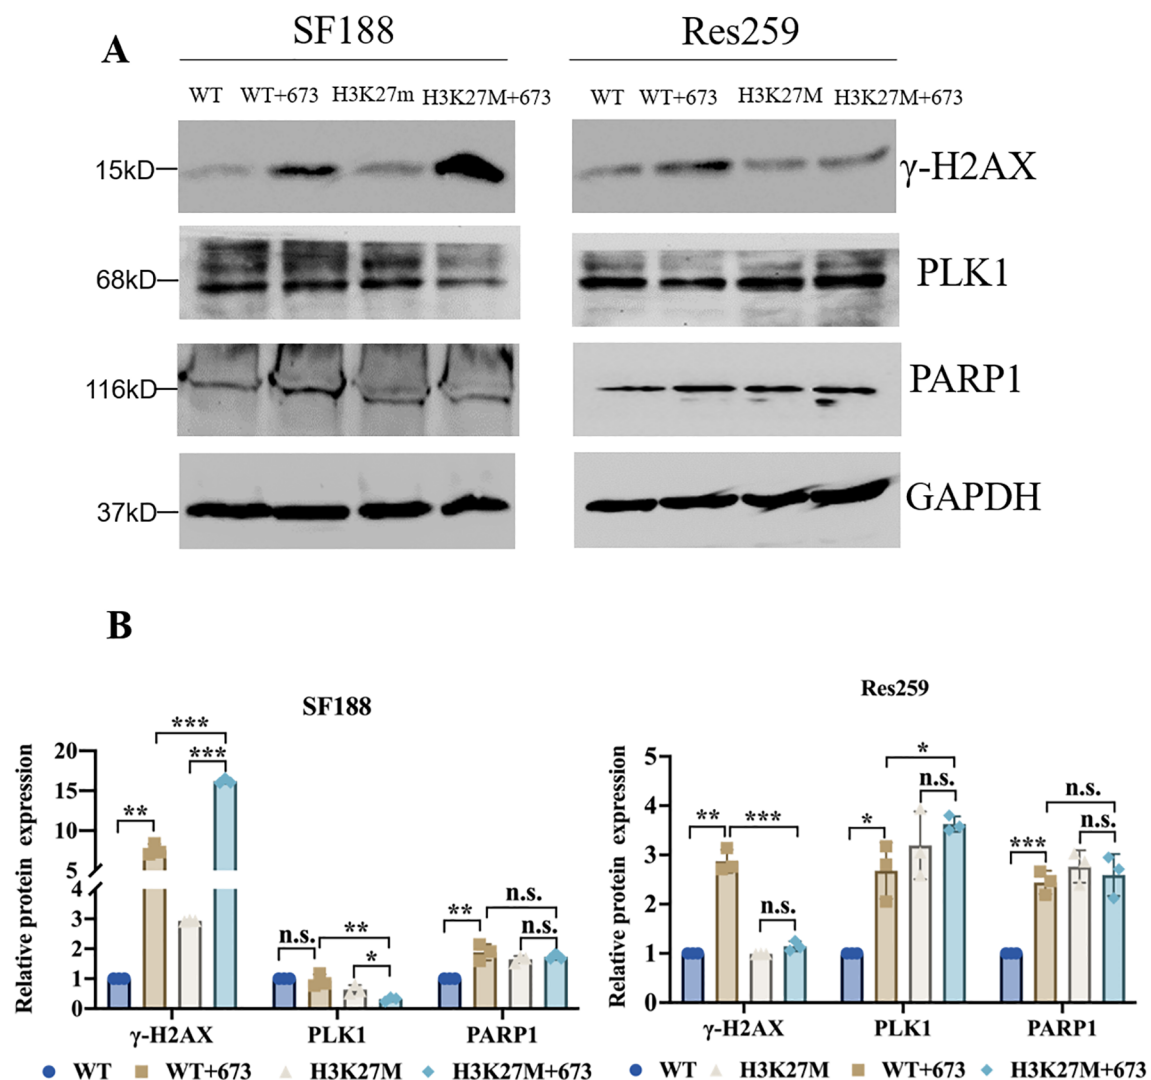 A
SF188
Res259
WT WT+673 H3K27m H3K27M+673
WT WT+673 H3K27M H3K27M+673
15kD
γ-H2AX
68kD
PLK1
116kD
PARP1
37kD
GAPDH
B
SF188
Relative protein expression
20
15
10
5
4
3
2
1
0
** *** ***
n.s. ** *
** n.s. n.s.
γ-H2AX PLK1 PARP1
WT WT+673 H3K27M H3K27M+673
Res259
Relative protein expression
5
4
3
2
1
0
** *** n.s.
* * n.s.
*** n.s. n.s.
γ-H2AX PLK1 PARP1
WT H3K27M WT+673 H3K27M+673